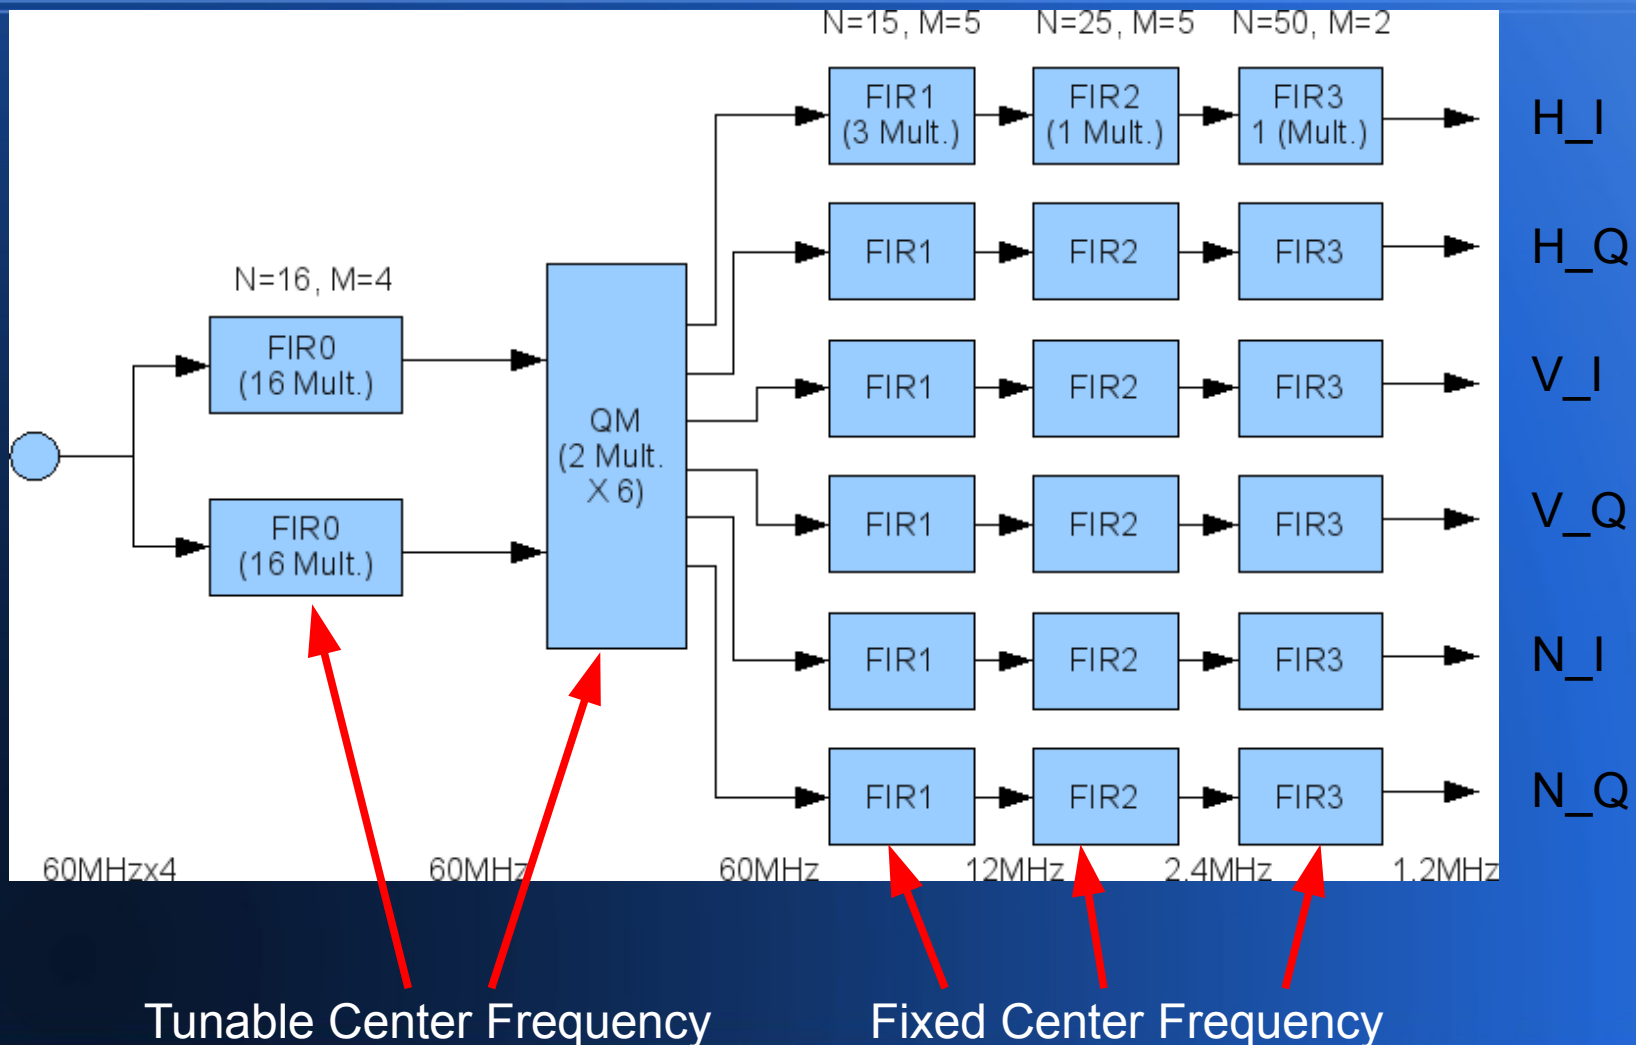 N=15, M=5
N=25, M=5
N=50, M=2
FIR1
(3 Mult.)
FIR2
(1 Mult.)
FIR3
1 (Mult.)
H_I
FIR1
FIR2
FIR3
H_Q
N=16, M=4
FIR0
(16 Mult.)
FIR0
(16 Mult.)
QM
(2 Mult.
X 6)
FIR1
FIR2
FIR3
V_I
FIR1
FIR2
FIR3
V_Q
FIR1
FIR2
FIR3
N_I
FIR1
FIR2
FIR3
N_Q
60MHzx4
60MHz
60MHz
12MHz
2.4MHz
1.2MHz
Tunable Center Frequency
Fixed Center Frequency